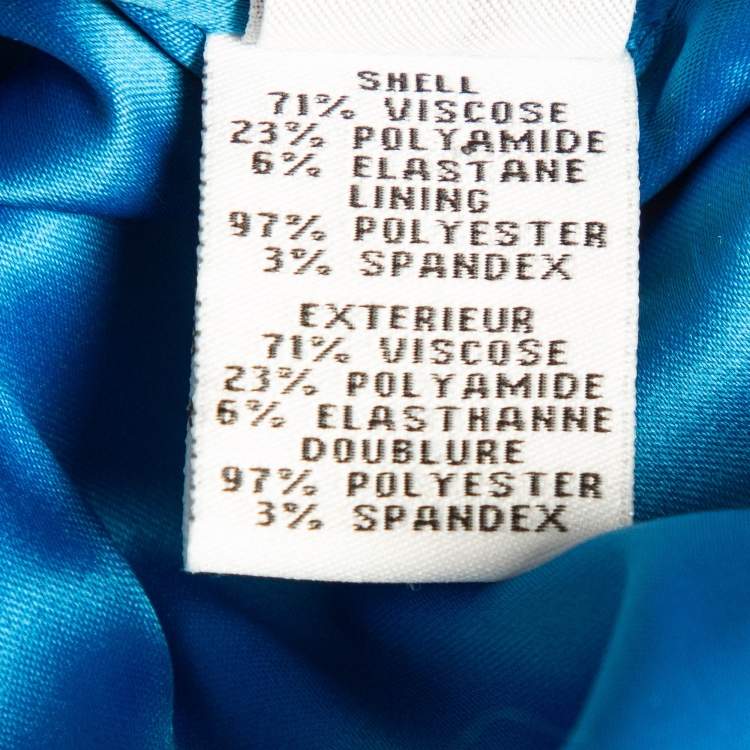 SHELL
71% VISCOSE
23% POLYAMIDE
6% ELASTANE
LINING
97% POLYESTER
3% SPANDEX
EXTERIEUR
71% VISCOSE
23% POLYAMIDE
6% ELASTHANNE
DOUBLURE
97% POLYESTER
3% SPANDEX